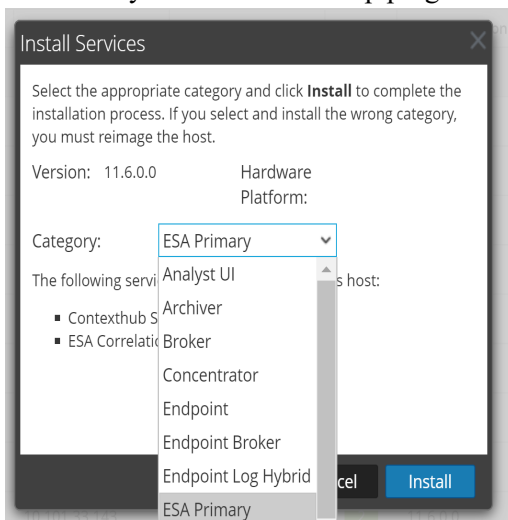 Install Services
X
Select the appropriate category and click Install to complete the
installation process. If you select and install the wrong category,
you must reimage the host.
Version: 11.6.0.0 Hardware
Platform:
Category: ESA Primary
The following servi s host:
Analyst UI
Archiver
▪ Contexthub S
▪ ESA Correlati
Broker
Concentrator
Endpoint
Endpoint Broker
Endpoint Log Hybrid
ESA Primary
cel Install